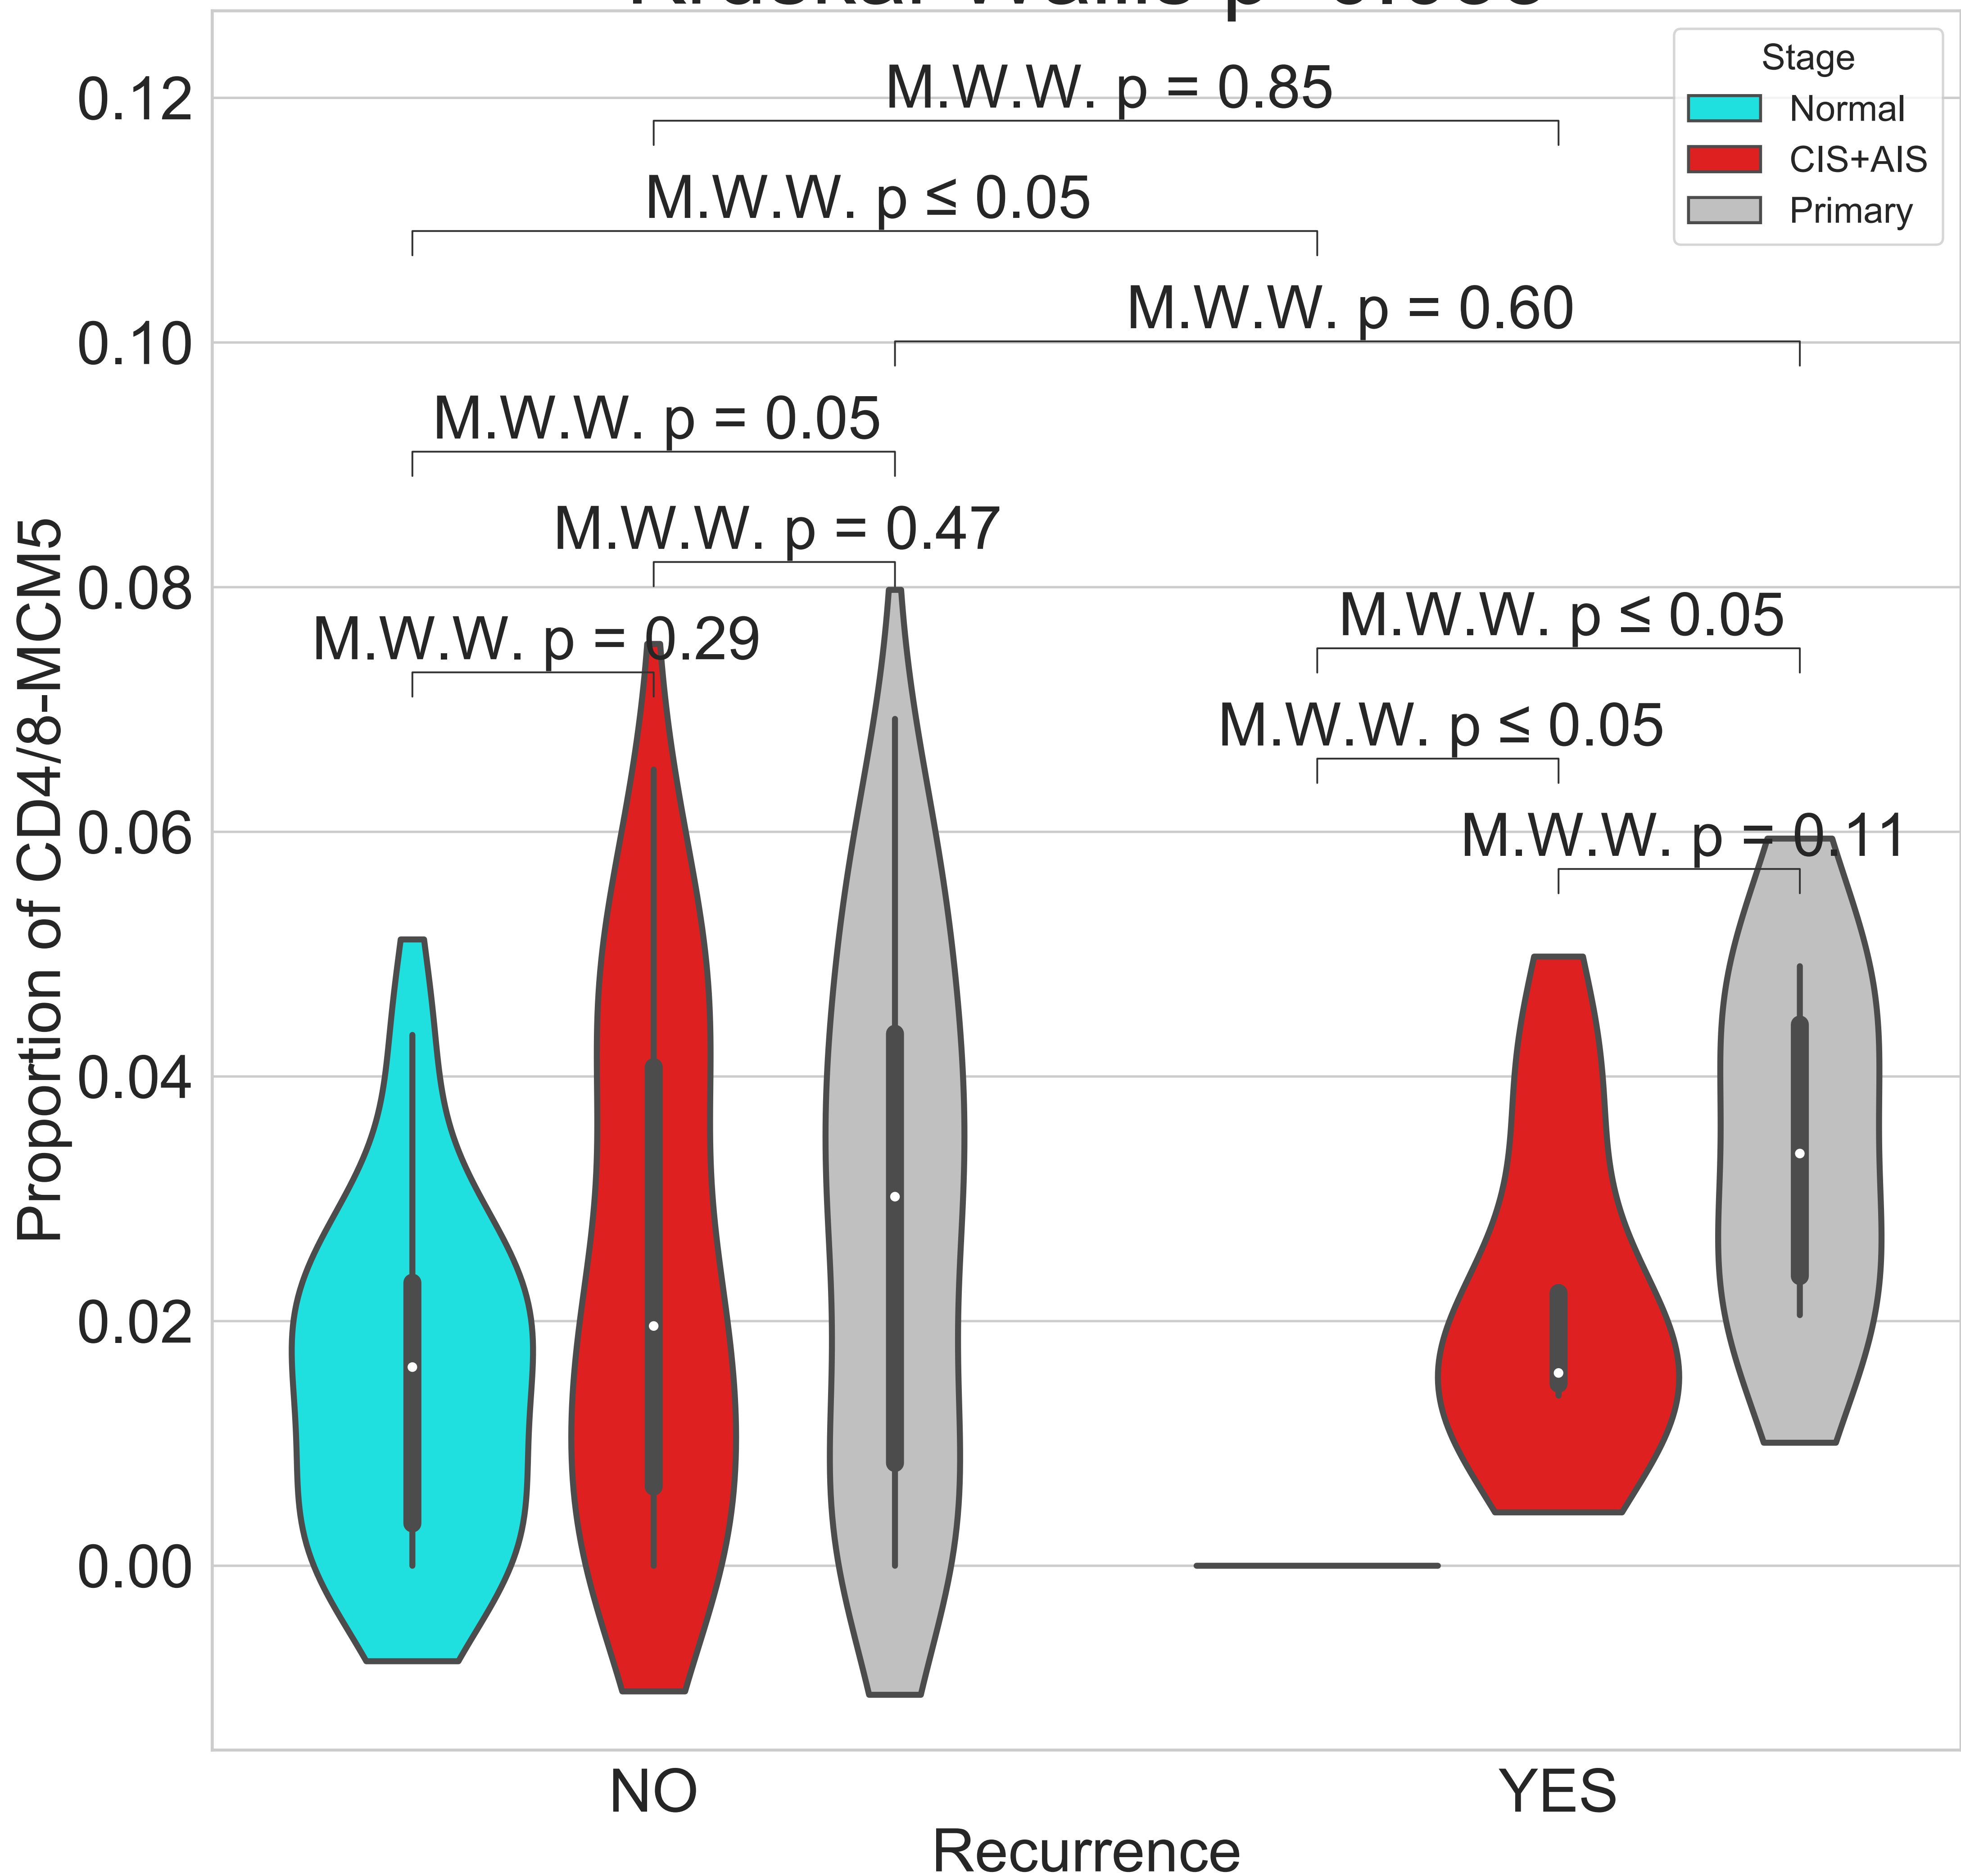 Stage
Normal
CIS+AIS
Primary
M.W.W. p = 0.85
M.W.W. p ≤ 0.05
M.W.W. p = 0.60
M.W.W. p = 0.05
M.W.W. p = 0.47
M.W.W. p = 0.29
M.W.W. p ≤ 0.05
M.W.W. p ≤ 0.05
M.W.W. p = 0.11
0.12
0.10
0.08
0.06
0.04
0.02
0.00
Proportion of CD4/8-MCM5
NO
YES
Recurrence